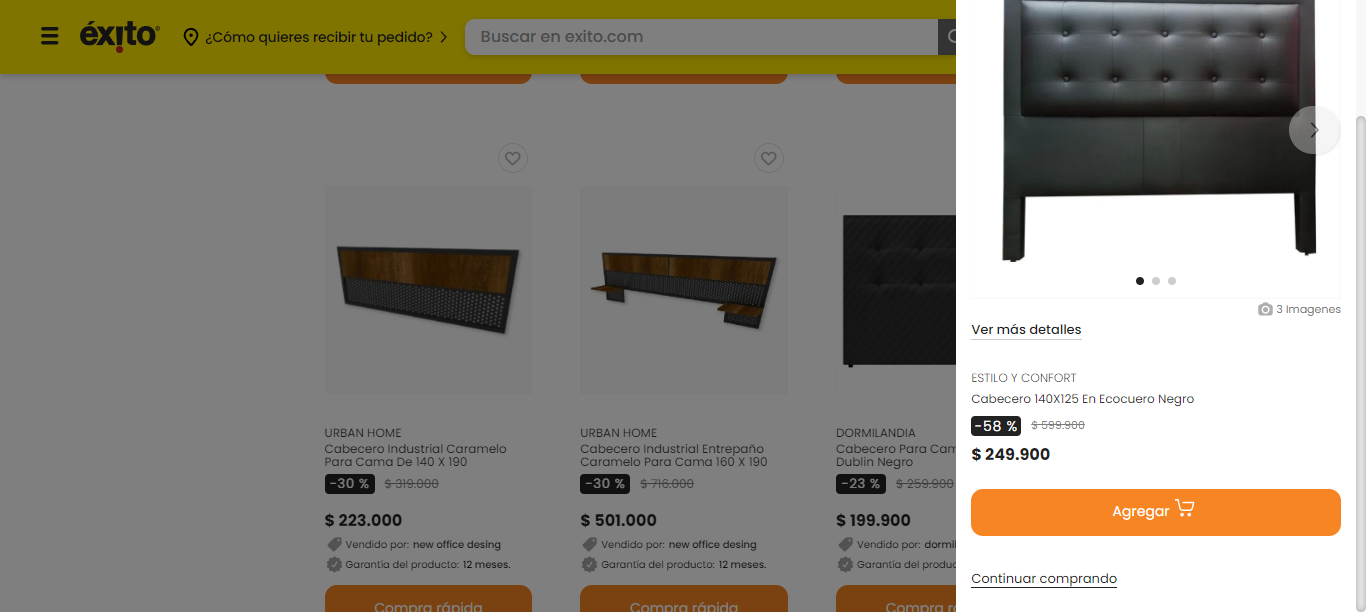 éxito
¿Cómo quieres recibir tu pedido?
Buscar en exito.com
URBAN HOME
Cabecero Industrial Caramelo
Para Cama De 140 X 190
-30 % $ 319.000
$ 223.000
Vendido por: new office desing
Garantía del producto: 12 meses.
Compra rápida
URBAN HOME
Cabecero Industrial Entrepaño
Caramelo Para Cama 160 X 190
-30 % $ 716.000
$ 501.000
Vendido por: new office desing
Garantía del producto: 12 meses.
Compra rápida
DORMILANDIA
Cabecero Para Cam
Dublin Negro
-23 % $ 259.900
$ 199.900
Vendido por: dormil
Garantía del produc
Compra r
3 Imagenes
Ver más detalles
ESTILO Y CONFORT
Cabecero 140X125 En Ecocuero Negro
-58 % $ 599.900
$ 249.900
Agregar
Continuar comprando